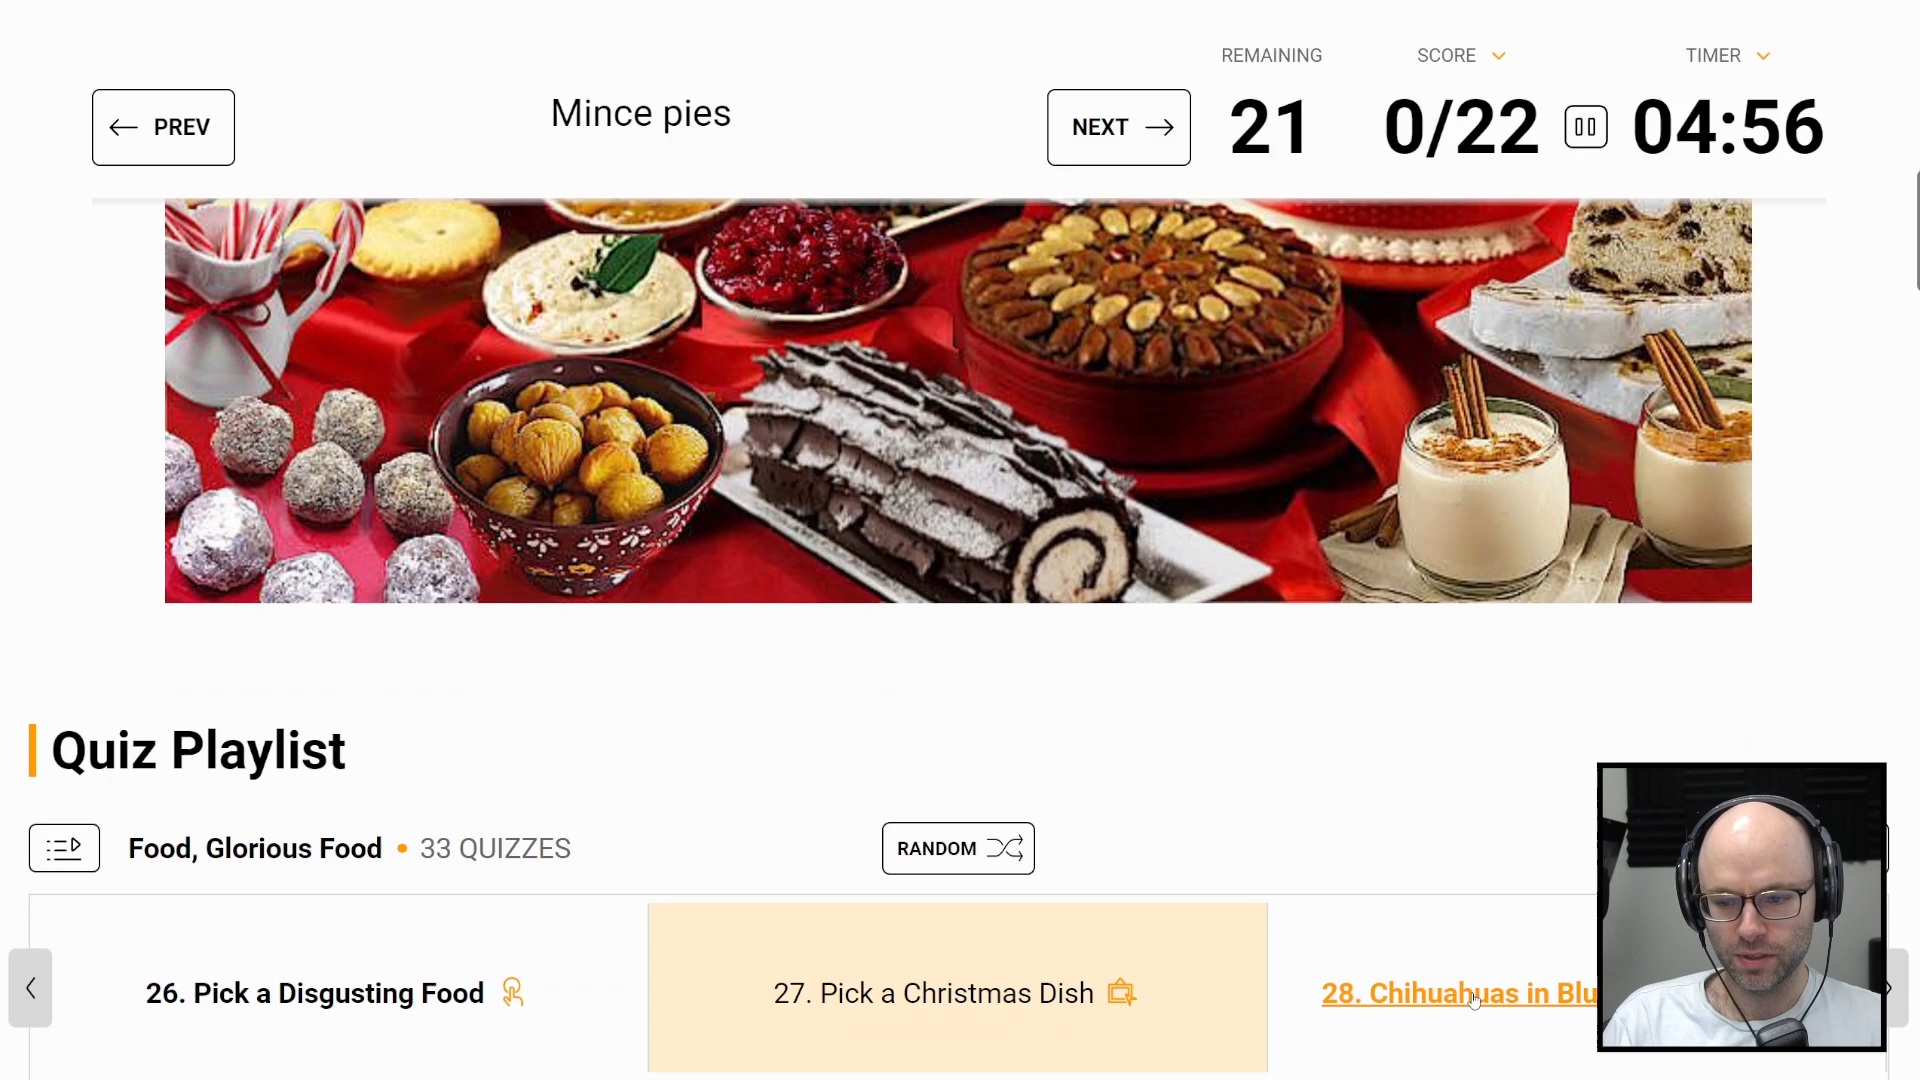 REMAINING SCORE TIMER
PREV Mince pies NEXT 21 0/22 04:56
Quiz Playlist
Food, Glorious Food • 33 QUIZZES RANDOM
26. Pick a Disgusting Food 27. Pick a Christmas Dish 28. Chihuahuas in Blu